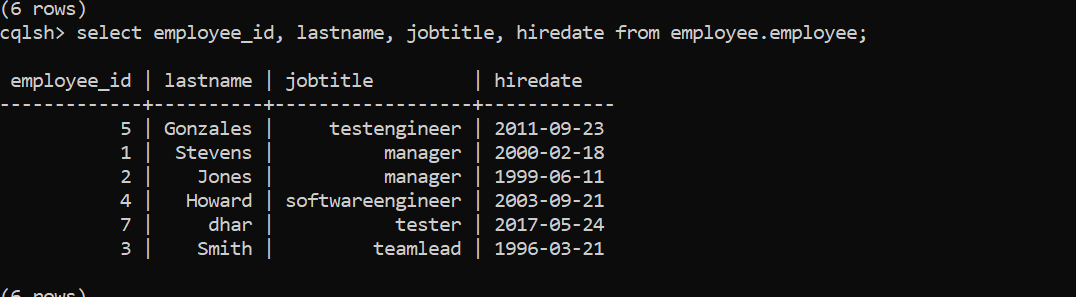 (6 rows)
cqlsh> select employee_id, lastname, jobtitle, hiredate from employee.employee;
 employee_id | lastname | jobtitle         | hiredate
-------------+----------+------------------+------------
           5 | Gonzales |     testengineer | 2011-09-23
           1 |  Stevens |          manager | 2000-02-18
           2 |    Jones |          manager | 1999-06-11
           4 |   Howard | softwareengineer | 2003-09-21
           7 |     dhar |           tester | 2017-05-24
           3 |    Smith |         teamlead | 1996-03-21
(6 rows)